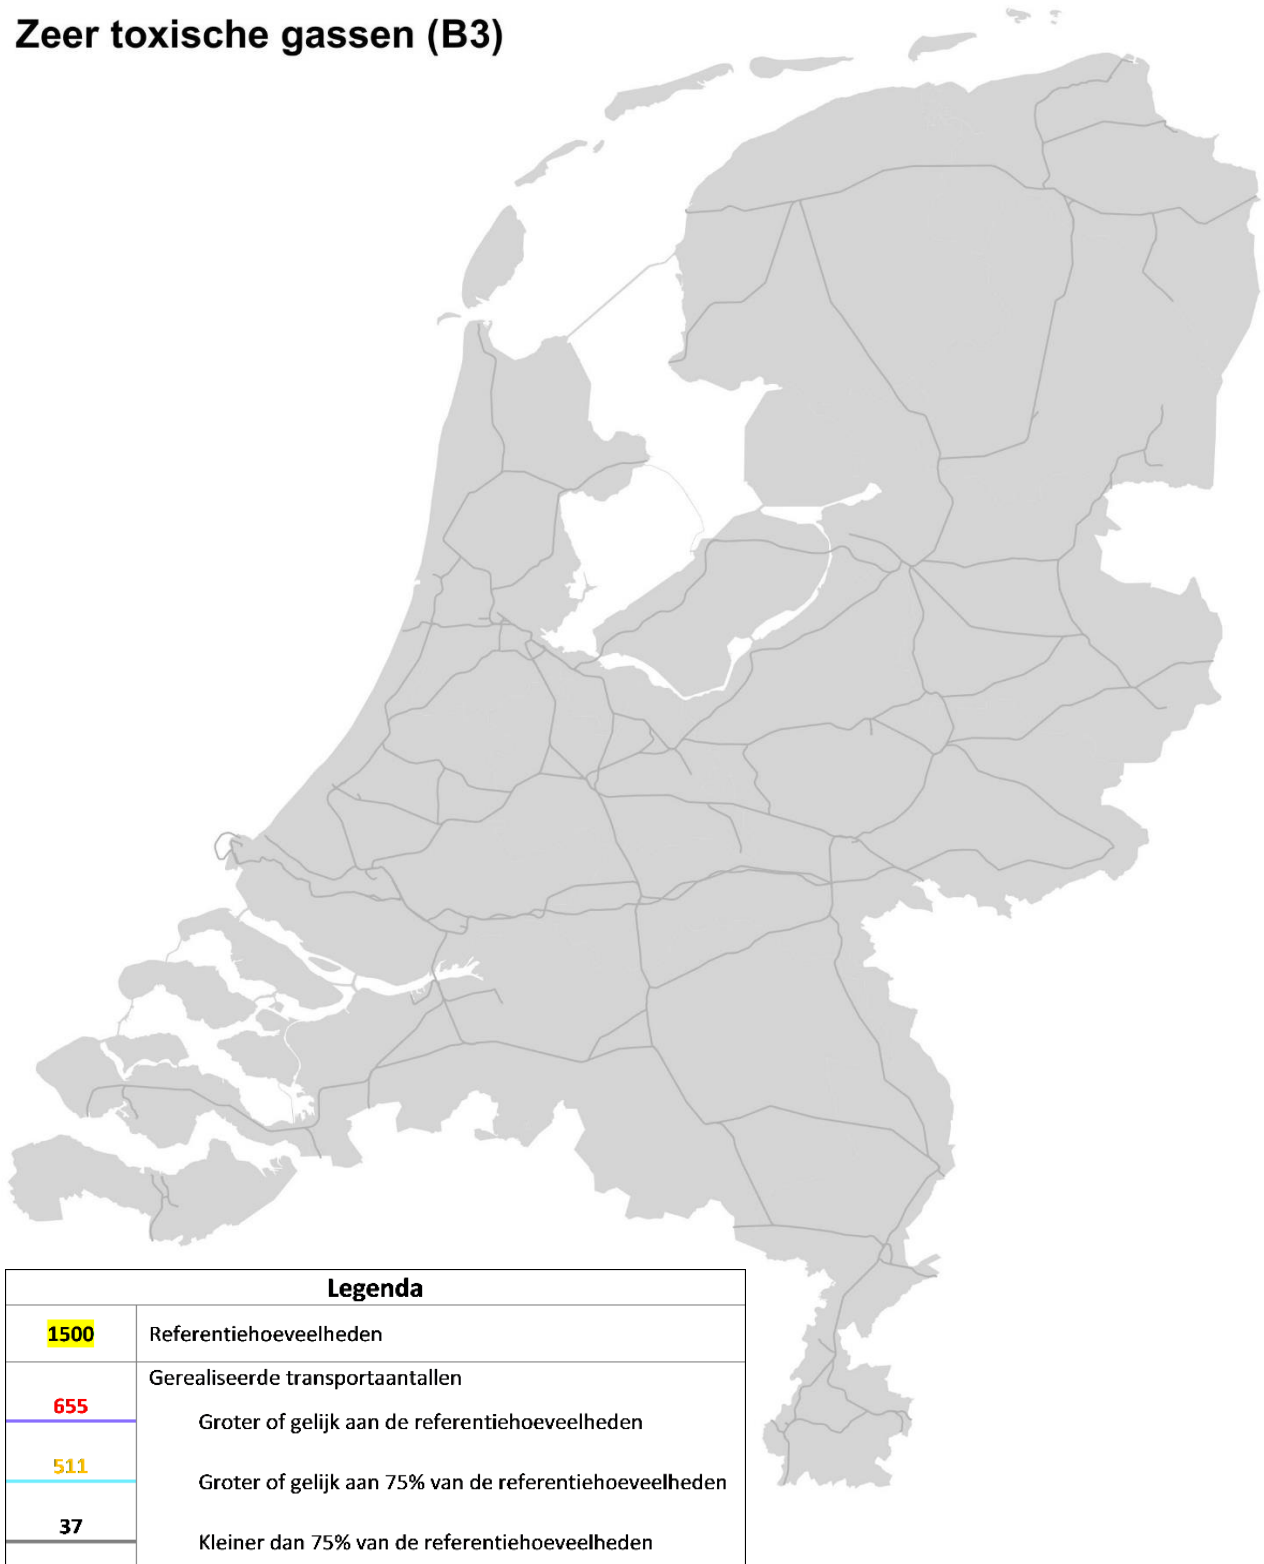 Zeer toxische gassen (B3)
Legenda
1500 Referentiehoeveelheden
Gerealiseerde transportaantallen
655
Groter of gelijk aan de referentiehoeveelheden
511
Groter of gelijk aan 75% van de referentiehoeveelheden
37
Kleiner dan 75% van de referentiehoeveelheden